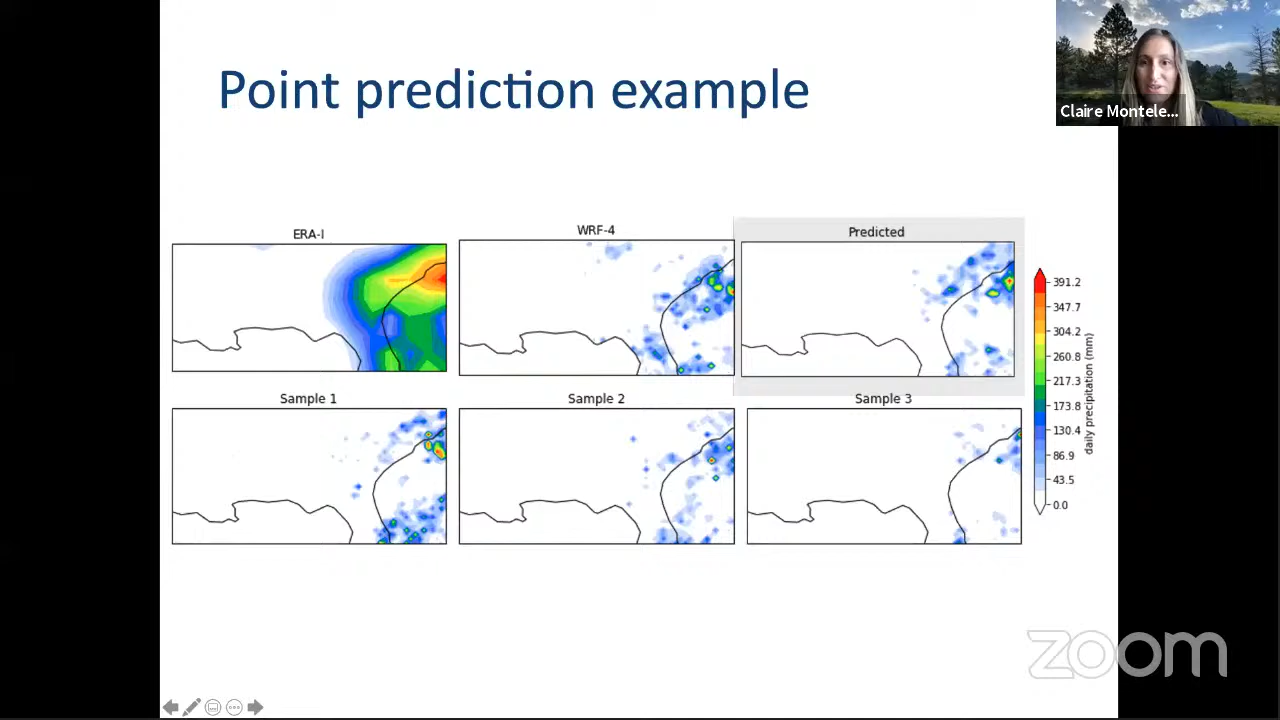 Point prediction example
Claire Montele...
ERA-I
WRF-4
Predicted
Sample 1
Sample 2
Sample 3
391.2
347.7
304.2
260.8
217.3
173.8
130.4
86.9
43.5
0.0
daily precipitation (mm)
zoom